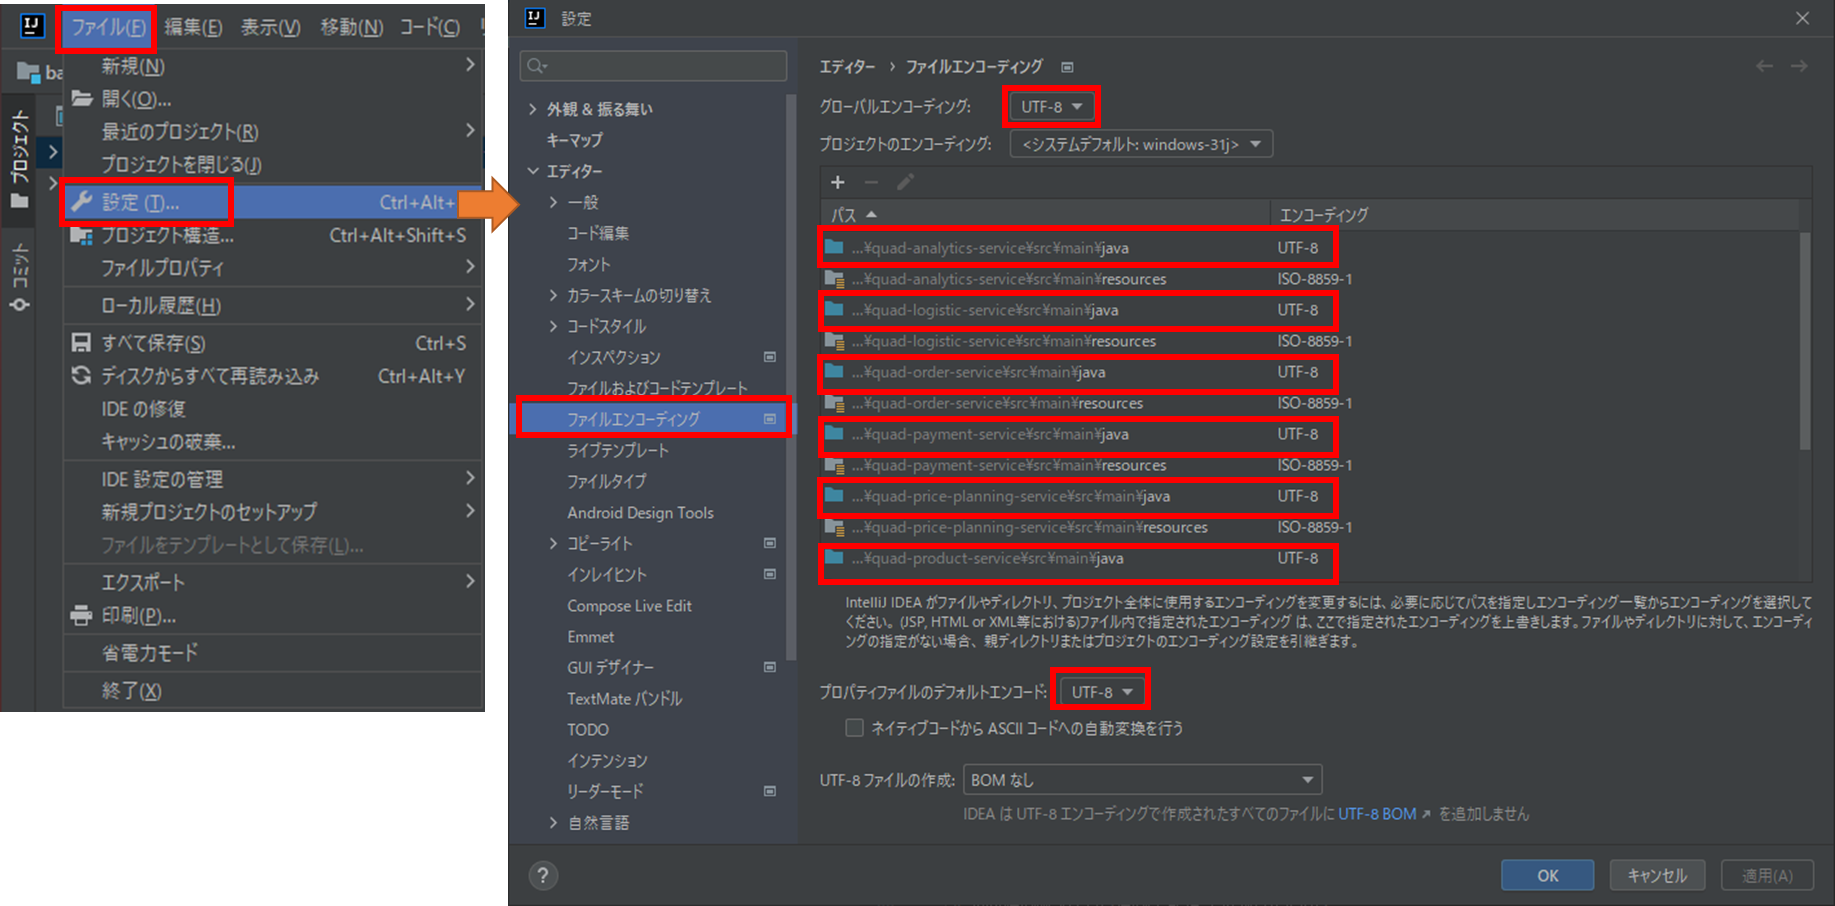 ファイル(F) 編集(E) 表示(V) 移動(N) コード(C)
ba
プロジェクト
コミット
新規(N)
開く(O)...
最近のプロジェクト(R)
プロジェクトを閉じる(J)
設定 (T)... Ctrl+Alt+
プロジェクト構造... Ctrl+Alt+Shift+S
ファイルプロパティ
ローカル履歴(H)
すべて保存(S) Ctrl+S
ディスクからすべて再読み込み Ctrl+Alt+Y
IDE の修復
キャッシュの破棄...
IDE 設定の管理
新規プロジェクトのセットアップ
ファイルをテンプレートとして保存(L)...
エクスポート
印刷(P)...
省電力モード
終了(X)
設定
外観 & 振る舞い
キーマップ
エディター
一般
コード編集
フォント
カラースキームの切り替え
コードスタイル
インスペクション
ファイルおよびコードテンプレート
ファイルエンコーディング
ライブテンプレート
ファイルタイプ
Android Design Tools
コピーライト
インレイヒント
Compose Live Edit
Emmet
GUI デザイナー
TextMate バンドル
TODO
インテンション
リーダーモード
自然言語
エディター › ファイルエンコーディング
グローバルエンコーディング: UTF-8
プロジェクトのエンコーディング: <システムデフォルト: windows-31j>
パス エンコーディング
...¥quad-analytics-service¥src¥main¥java UTF-8
...¥quad-analytics-service¥src¥main¥resources ISO-8859-1
...¥quad-logistic-service¥src¥main¥java UTF-8
...¥quad-logistic-service¥src¥main¥resources ISO-8859-1
...¥quad-order-service¥src¥main¥java UTF-8
...¥quad-order-service¥src¥main¥resources ISO-8859-1
...¥quad-payment-service¥src¥main¥java UTF-8
...¥quad-payment-service¥src¥main¥resources ISO-8859-1
...¥quad-price-planning-service¥src¥main¥java UTF-8
...¥quad-price-planning-service¥src¥main¥resources ISO-8859-1
...¥quad-product-service¥src¥main¥java UTF-8
IntelliJ IDEA がファイルやディレクトリ、プロジェクト全体に使用するエンコーディングを変更するには、必要に応じてパスを指定しエンコーディング一覧からエンコーディングを選択して
ください。 (JSP, HTML or XML等における)ファイル内で指定されたエンコーディング は、ここで指定されたエンコーディングを上書きします。ファイルやディレクトリに対して、エンコーディ
ングの指定がない場合、親ディレクトリまたはプロジェクトのエンコーディング設定を引継ぎます。
プロパティファイルのデフォルトエンコード: UTF-8
ネイティブコードから ASCII コードへの自動変換を行う
UTF-8 ファイルの作成: BOM なし
IDEA は UTF-8 エンコーディングで作成されたすべてのファイルに UTF-8 BOM を追加しません
? OK キャンセル 適用(A)